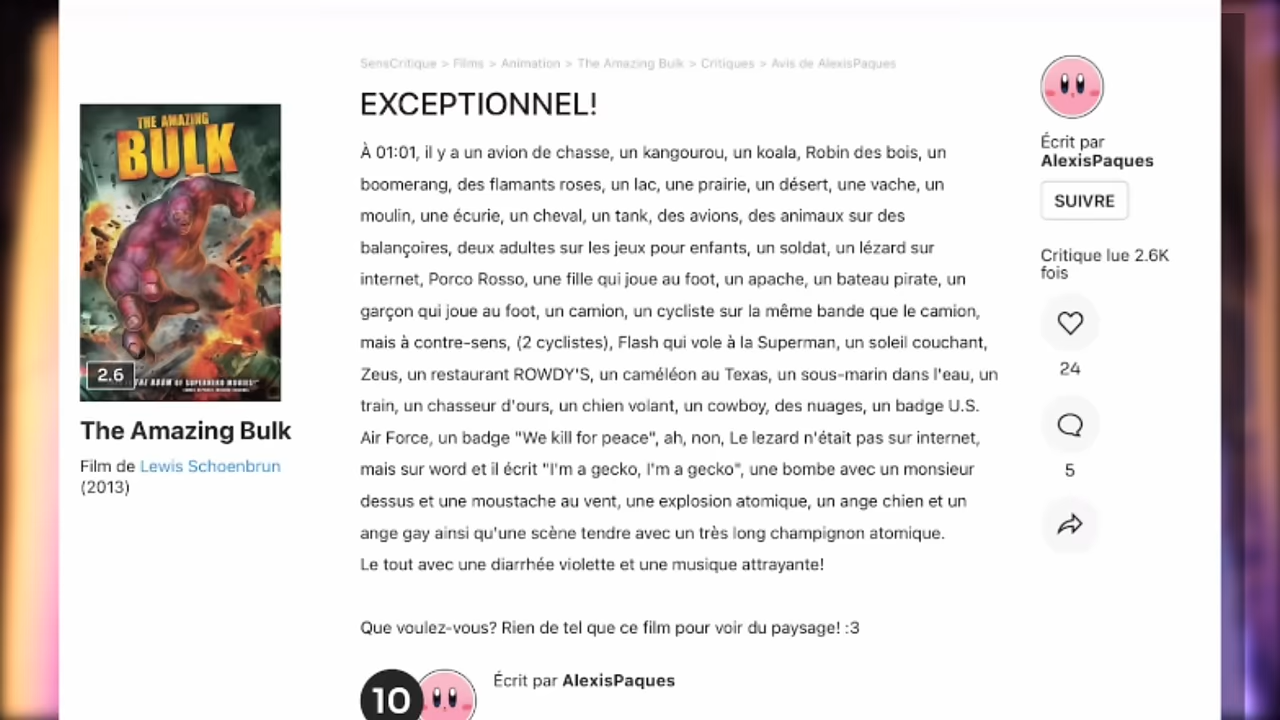 SensCritique > Films > Animation > The Amazing Bulk > Critiques > Avis de AlexisPaques
EXCEPTIONNEL!
À 01:01, il y a un avion de chasse, un kangourou, un koala, Robin des bois, un
boomerang, des flamants roses, un lac, une prairie, un désert, une vache, un
moulin, une écurie, un cheval, un tank, des avions, des animaux sur des
balançoires, deux adultes sur les jeux pour enfants, un soldat, un lézard sur
internet, Porco Rosso, une fille qui joue au foot, un apache, un bateau pirate, un
garçon qui joue au foot, un camion, un cycliste sur la même bande que le camion,
mais à contre-sens, (2 cyclistes), Flash qui vole à la Superman, un soleil couchant,
Zeus, un restaurant ROWDY'S, un caméléon au Texas, un sous-marin dans l'eau, un
train, un chasseur d'ours, un chien volant, un cowboy, des nuages, un badge U.S.
Air Force, un badge "We kill for peace", ah, non, Le lezard n'était pas sur internet,
mais sur word et il écrit "I'm a gecko, I'm a gecko", une bombe avec un monsieur
dessus et une moustache au vent, une explosion atomique, un ange chien et un
ange gay ainsi qu'une scène tendre avec un très long champignon atomique.
Le tout avec une diarrhée violette et une musique attrayante!
Que voulez-vous? Rien de tel que ce film pour voir du paysage! :3
10
Écrit par AlexisPaques
THE AMAZING
BULK
2.6
OF SUPERHERO MOVIES!"
The Amazing Bulk
Film de Lewis Schoenbrun
(2013)
Écrit par
AlexisPaques
SUIVRE
Critique lue 2.6K
fois
24
5